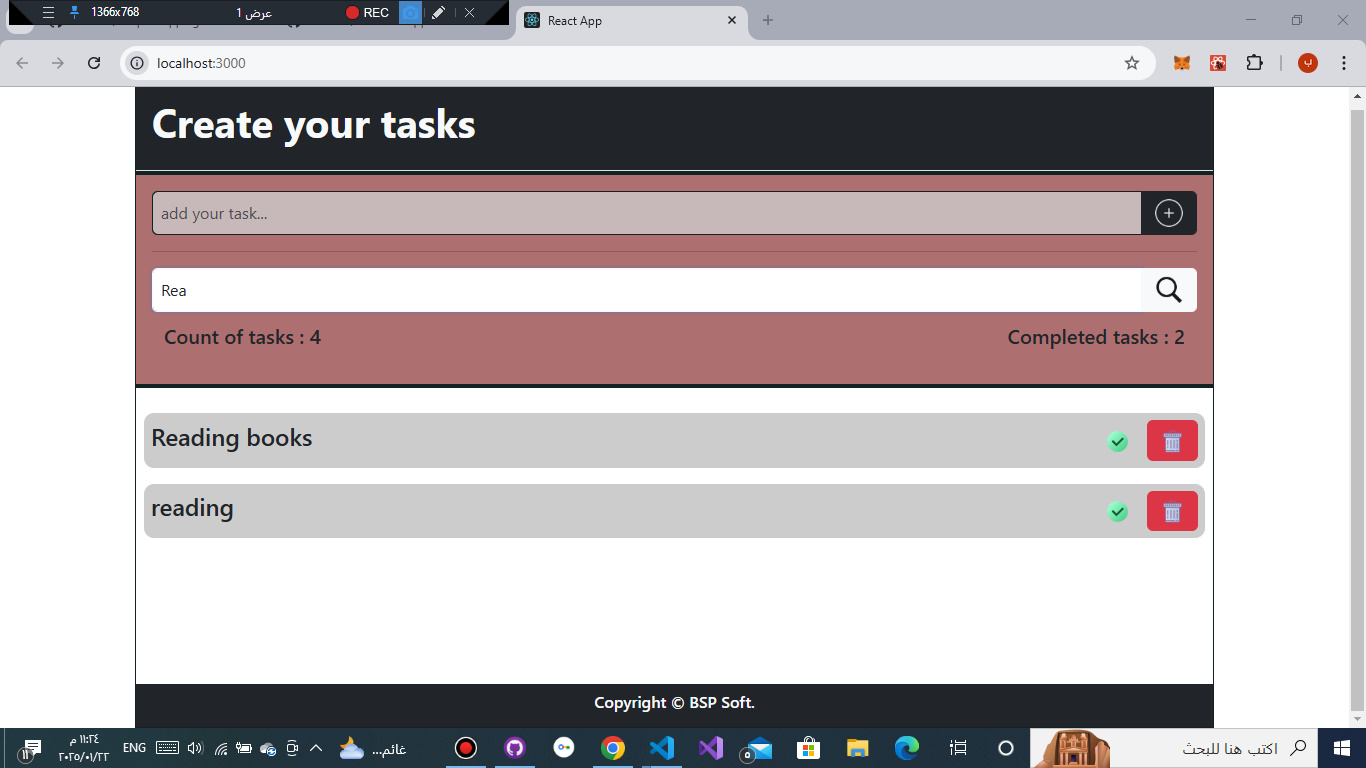 1366x768
عرض 1
REC
React App
localhost:3000
Create your tasks
add your task...
Rea
Count of tasks : 4
Completed tasks : 2
Reading books
reading
Copyright © BSP Soft.
١١:٢٤ م
ENG
غائم...
اكتب هنا للبحث
٢٠٢٥/٠١/٢٢